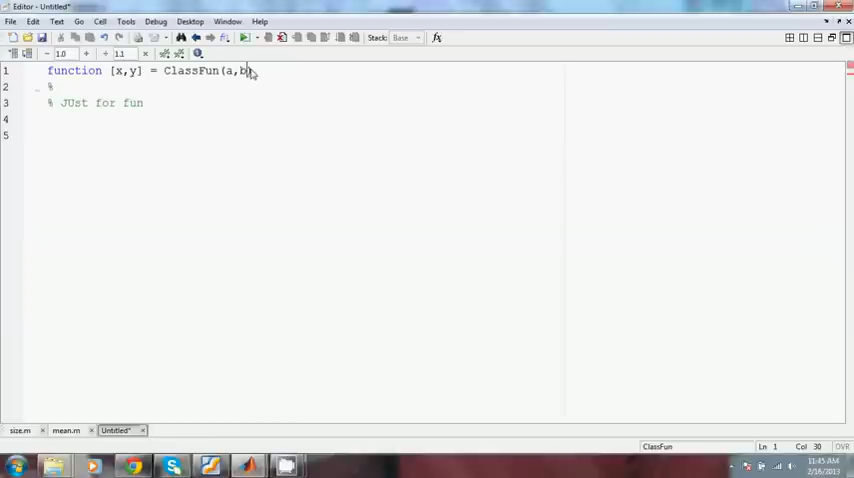 Editor - Untitled*
File Edit Text Go Cell Tools Debug Desktop Window Help
Stack: Base
fx
1.0
1.1
1 function [x,y] = ClassFun(a,b)
2 %
3 % JUst for fun
4
5
size.m mean.m Untitled*
ClassFun Ln 1 Col 30 OVR
11:45 AM
2/16/2013